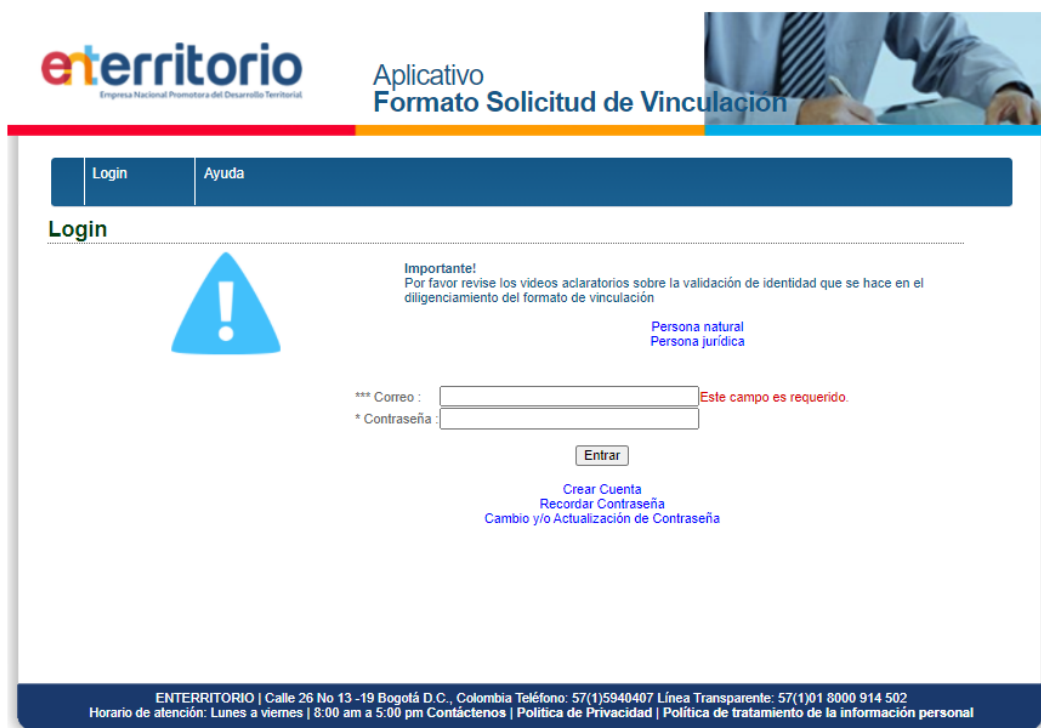 enterritorio
Empresa Nacional Promotora del Desarrollo Territorial
Aplicativo
Formato Solicitud de Vinculación
Login
Ayuda
Login
Importante!
Por favor revise los videos aclaratorios sobre la validación de identidad que se hace en el
diligenciamiento del formato de vinculación
Persona natural
Persona jurídica
*** Correo :
Este campo es requerido.
* Contraseña :
Entrar
Crear Cuenta
Recordar Contraseña
Cambio y/o Actualización de Contraseña
ENTERRITORIO | Calle 26 No 13 -19 Bogotá D.C., Colombia Teléfono: 57(1)5940407 Línea Transparente: 57(1)01 8000 914 502
Horario de atención: Lunes a viernes | 8:00 am a 5:00 pm Contáctenos | Politica de Privacidad | Política de tratamiento de la información personal